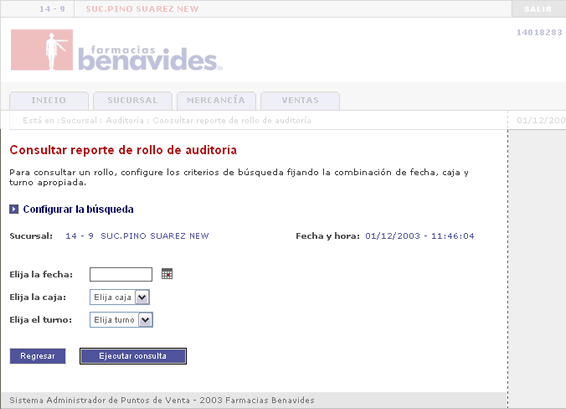 14 - 9 SUC.PINO SUAREZ NEW SALIR
14018283
farmacias
benavides
INICIO SUCURSAL MERCANCÍA VENTAS
Está en :Sucursal : Auditoría : Consultar reporte de rollo de auditoría 01/12/200
Consultar reporte de rollo de auditoría
Para consultar un rollo, configure los criterios de búsqueda fijando la combinación de fecha, caja y
turno apropiada.
Configurar la búsqueda
Sucursal: 14 - 9 SUC.PINO SUAREZ NEW Fecha y hora: 01/12/2003 - 11:46:04
Elija la fecha:
Elija la caja: Elija caja
Elija el turno: Elija turno
Regresar Ejecutar consulta
Sistema Administrador de Puntos de Venta - 2003 Farmacias Benavides